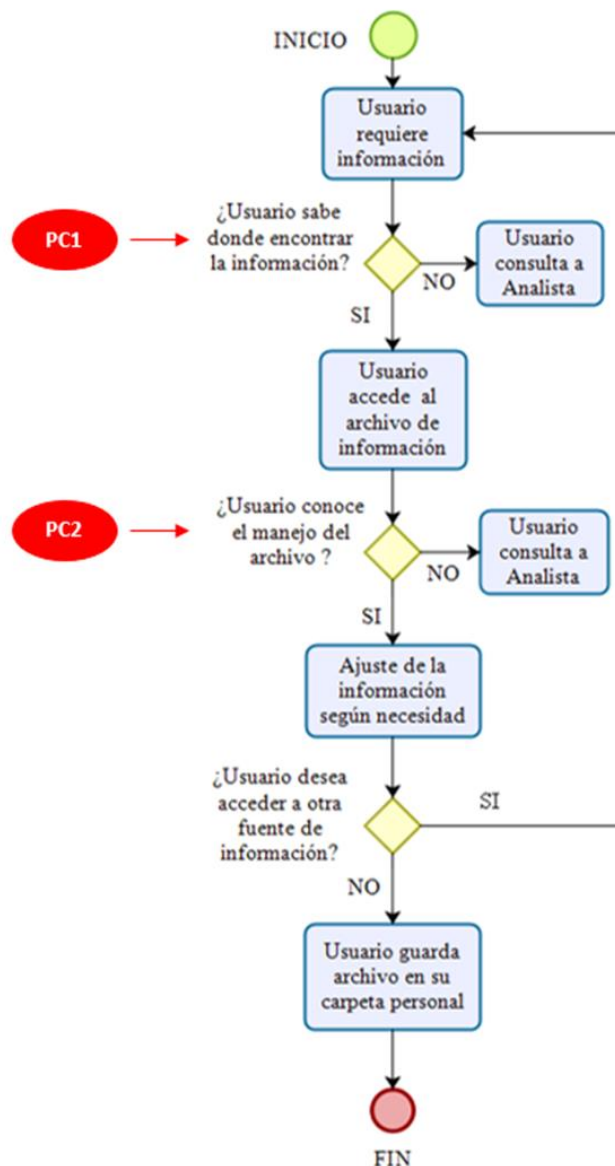 INICIO
Usuario
requiere
información
PC1
¿Usuario sabe
donde encontrar
la información?
NO
Usuario
consulta a
Analista
SI
Usuario
accede al
archivo de
información
PC2
¿Usuario conoce
el manejo del
archivo ?
NO
Usuario
consulta a
Analista
SI
Ajuste de la
información
según necesidad
¿Usuario desea
acceder a otra
fuente de
información?
SI
NO
Usuario guarda
archivo en su
carpeta personal
FIN